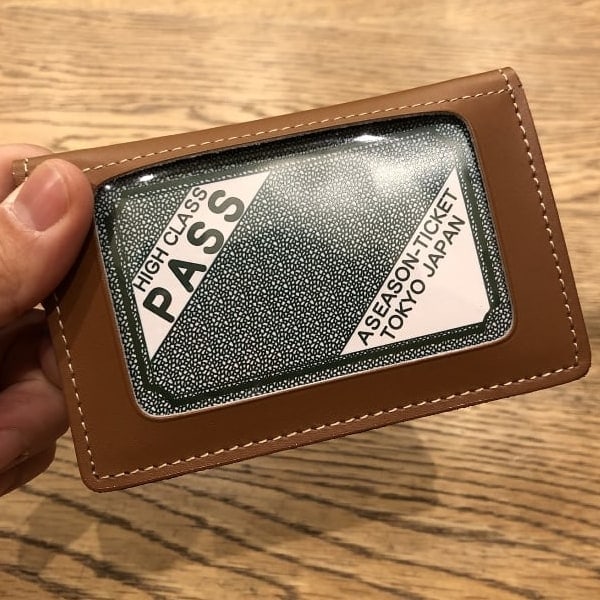 HIGH CLASS
PASS
ASEASON-TICKET
TOKYO JAPAN